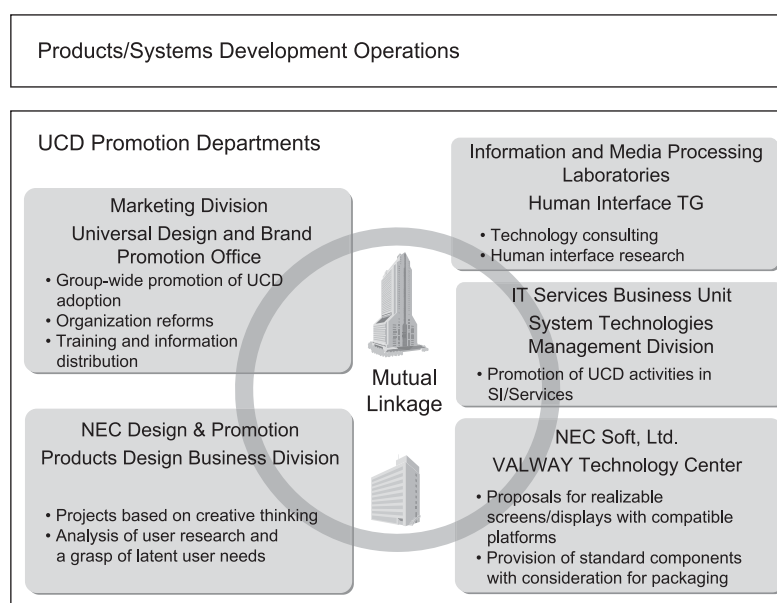 Products/Systems Development Operations
UCD Promotion Departments
Marketing Division
Universal Design and Brand
Promotion Office
• Group-wide promotion of UCD
adoption
• Organization reforms
• Training and information
distribution
NEC Design & Promotion
Products Design Business Division
• Projects based on creative thinking
• Analysis of user research and
a grasp of latent user needs
Mutual
Linkage
Information and Media Processing
Laboratories
Human Interface TG
• Technology consulting
• Human interface research
IT Services Business Unit
System Technologies
Management Division
• Promotion of UCD activities in
SI/Services
NEC Soft, Ltd.
VALWAY Technology Center
• Proposals for realizable
screens/displays with compatible
platforms
• Provision of standard components
with consideration for packaging